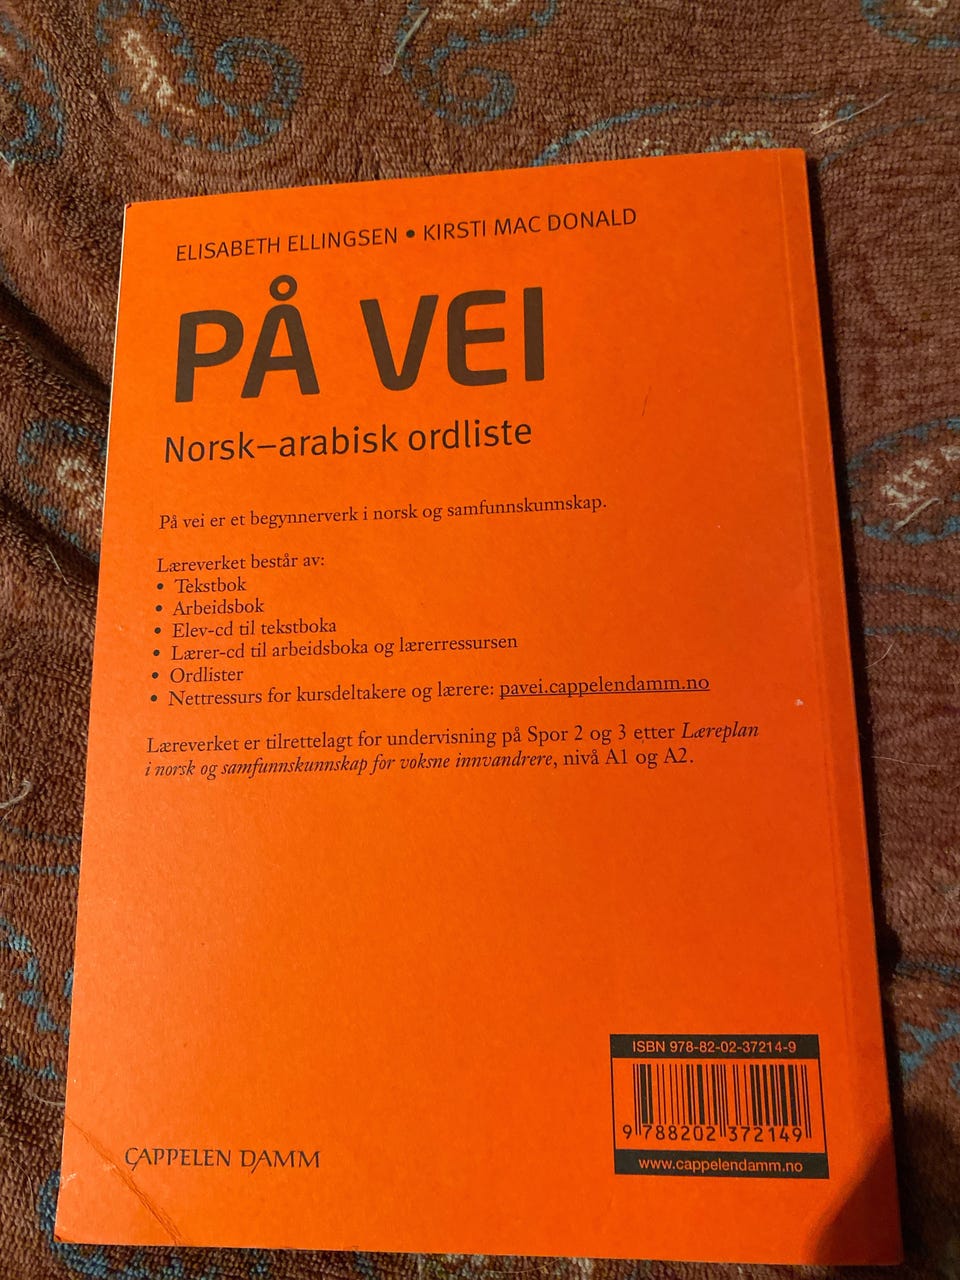 ELISABETH ELLINGSEN • KIRSTI MAC DONALD
PÅ VEI
Norsk–arabisk ordliste
På vei er et begynnerverk i norsk og samfunnskunnskap.
Læreverket består av:
• Tekstbok
• Arbeidsbok
• Elev-cd til tekstboka
• Lærer-cd til arbeidsboka og lærerressursen
• Ordlister
• Nettressurs for kursdeltakere og lærere: pavei.cappelendamm.no
Læreverket er tilrettelagt for undervisning på Spor 2 og 3 etter Læreplan
i norsk og samfunnskunnskap for voksne innvandrere, nivå A1 og A2.
ISBN 978-82-02-37214-9
9 788202 372149
www.cappelendamm.no
CAPPELEN DAMM